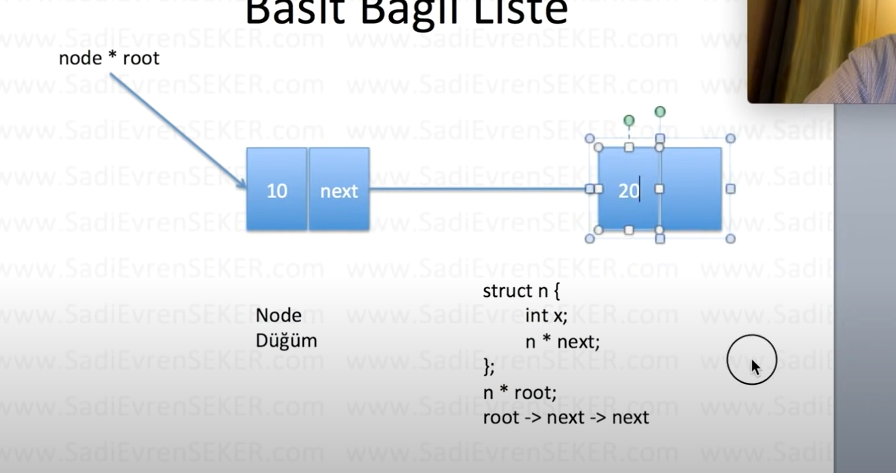 Basit Bağlı Liste
node * root
10 next 20
Node
Düğüm
struct n {
int x;
n * next;
};
n * root;
root -> next -> next
www.SadiEvrenSEKER.com